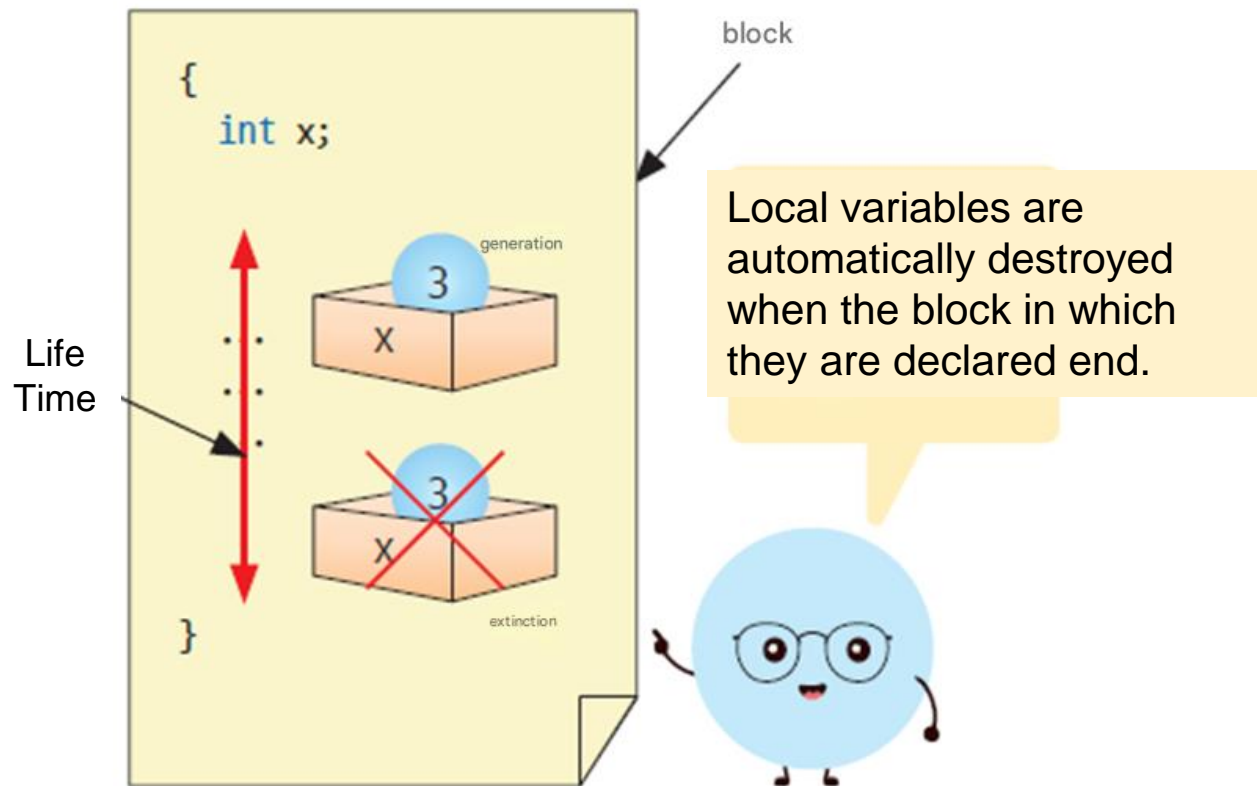 block
{
int x;
generation
3
X
Local variables are
automatically destroyed
when the block in which
they are declared end.
Life
Time
3
X
extinction
}